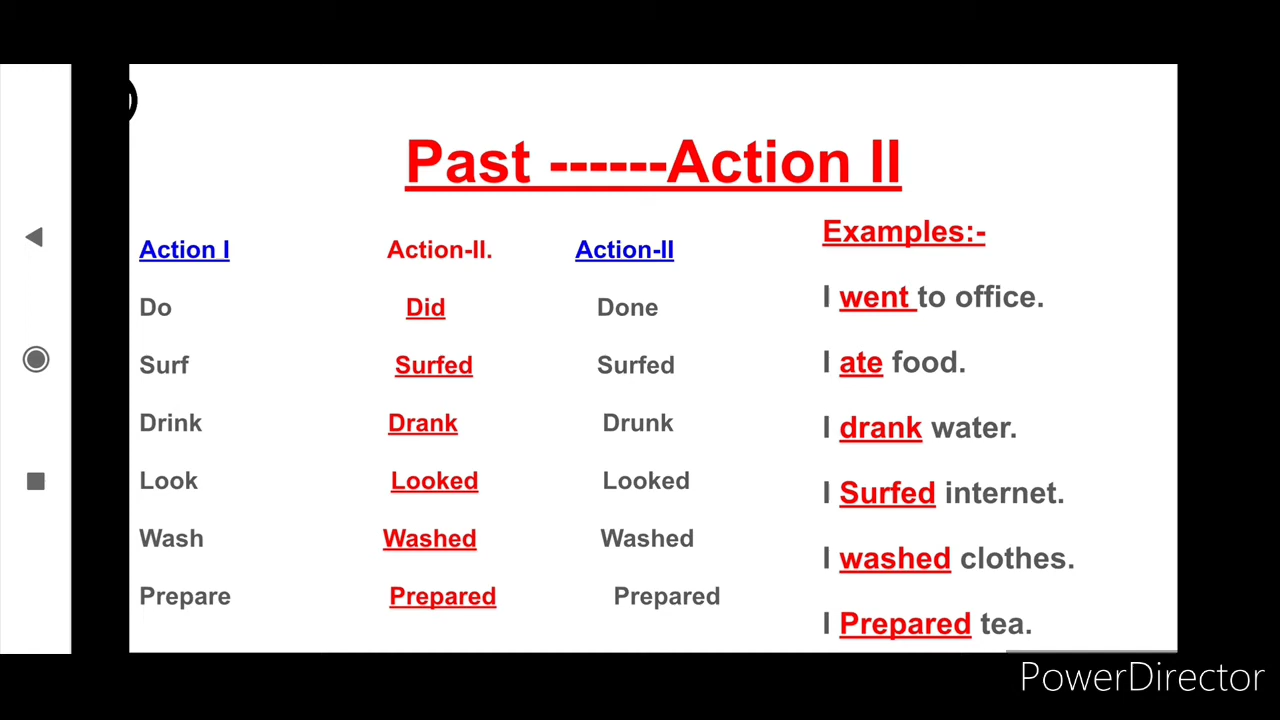 Past ------Action II
Action I Action-II. Action-II
Do Did Done
Surf Surfed Surfed
Drink Drank Drunk
Look Looked Looked
Wash Washed Washed
Prepare Prepared Prepared
Examples:-
I went to office.
I ate food.
I drank water.
I Surfed internet.
I washed clothes.
I Prepared tea.
PowerDirector